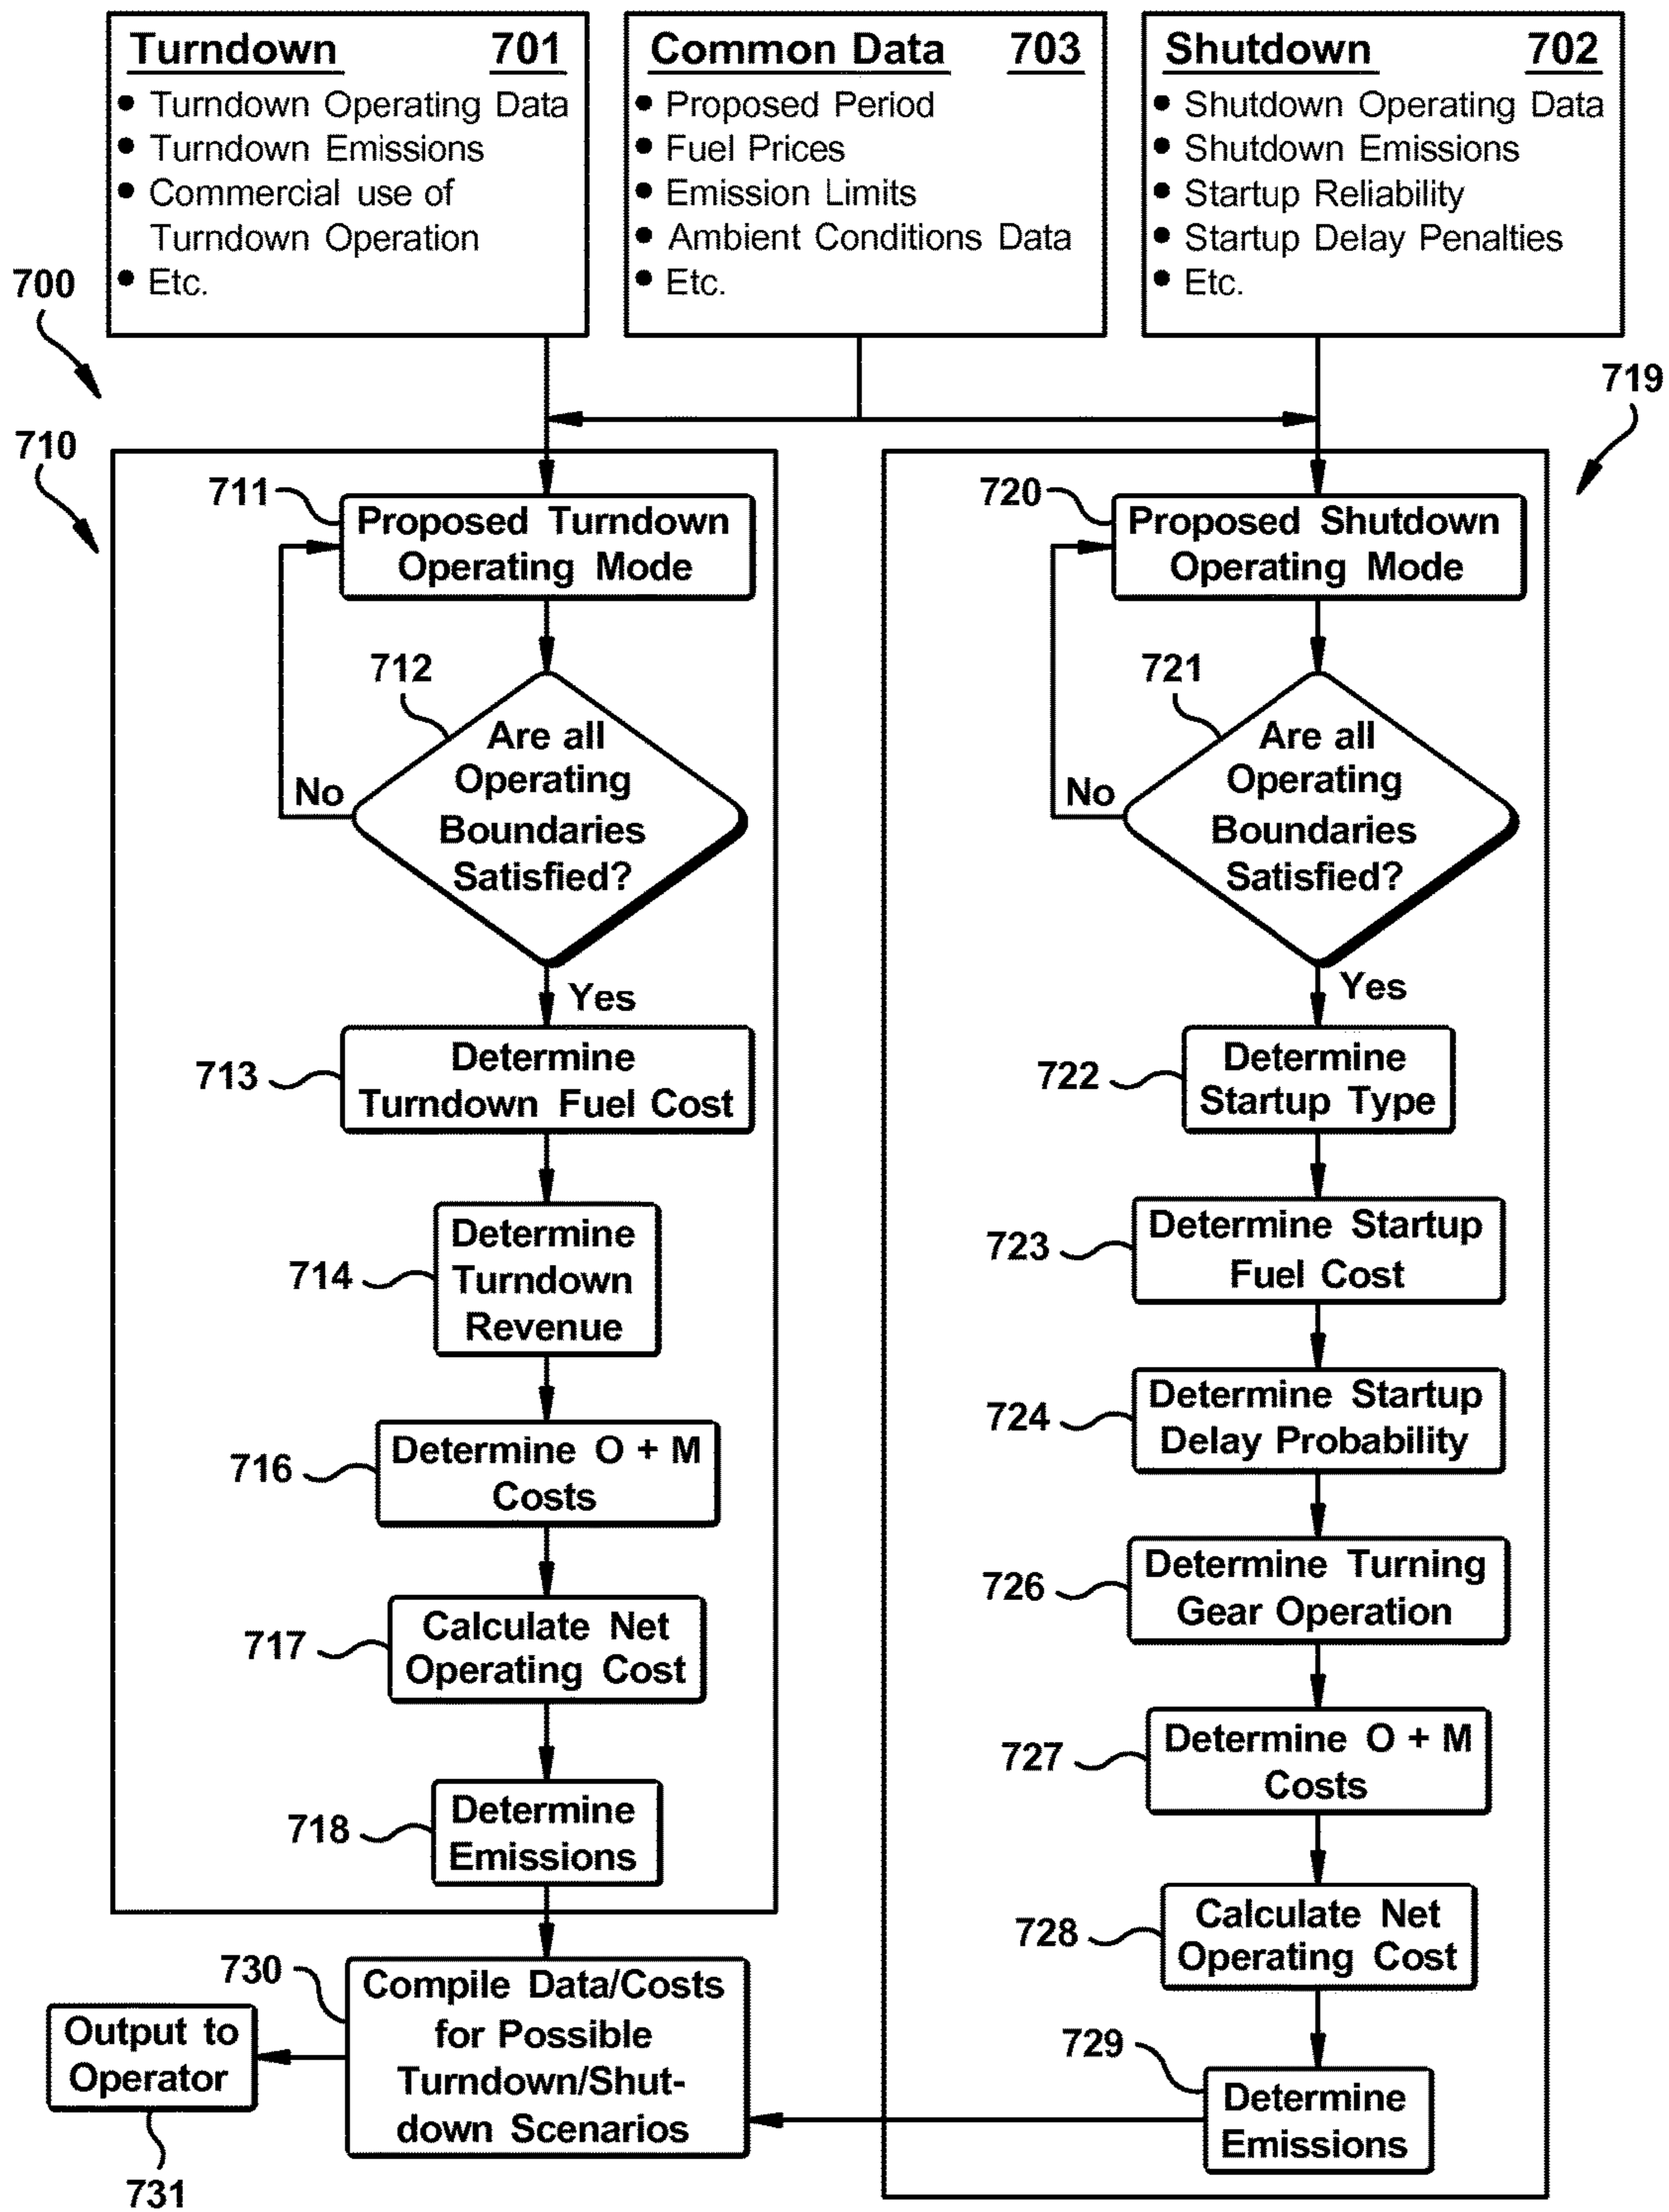 Turndown 701
• Turndown Operating Data
• Turndown Emissions
• Commercial use of
Turndown Operation
• Etc.
Common Data 703
• Proposed Period
• Fuel Prices
• Emission Limits
• Ambient Conditions Data
• Etc.
Shutdown 702
• Shutdown Operating Data
• Shutdown Emissions
• Startup Reliability
• Startup Delay Penalties
• Etc.
700
719
710
711
Proposed Turndown
Operating Mode
712
Are all
Operating
Boundaries
Satisfied?
No
Yes
713
Determine
Turndown Fuel Cost
714
Determine
Turndown
Revenue
716
Determine O + M
Costs
717
Calculate Net
Operating Cost
718
Determine
Emissions
720
Proposed Shutdown
Operating Mode
721
Are all
Operating
Boundaries
Satisfied?
No
Yes
722
Determine
Startup Type
723
Determine Startup
Fuel Cost
724
Determine Startup
Delay Probability
726
Determine Turning
Gear Operation
727
Determine O + M
Costs
728
Calculate Net
Operating Cost
729
Determine
Emissions
730
Compile Data/Costs
for Possible
Turndown/Shut-
down Scenarios
Output to
Operator
731